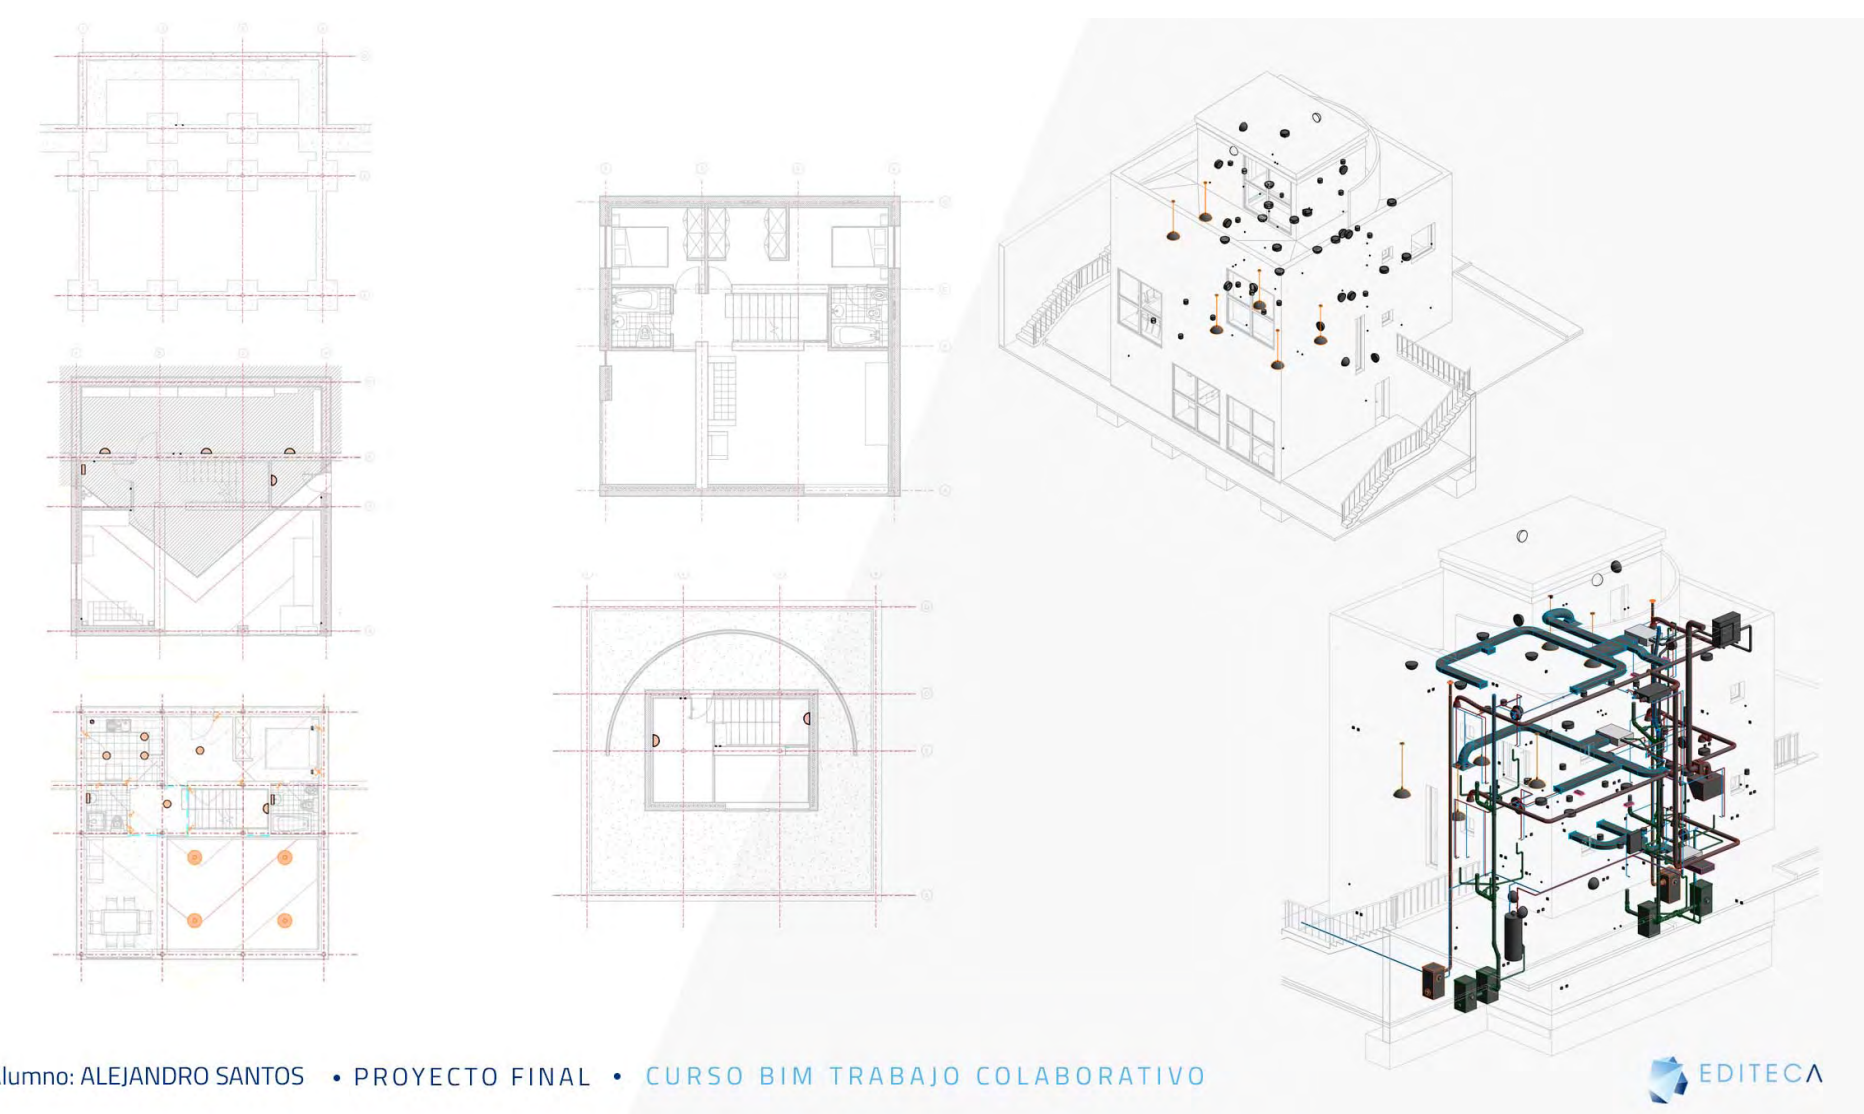 lumno: ALEJANDRO SANTOS • PROYECTO FINAL • CURSO BIM TRABAJO COLABORATIVO
EDITECA